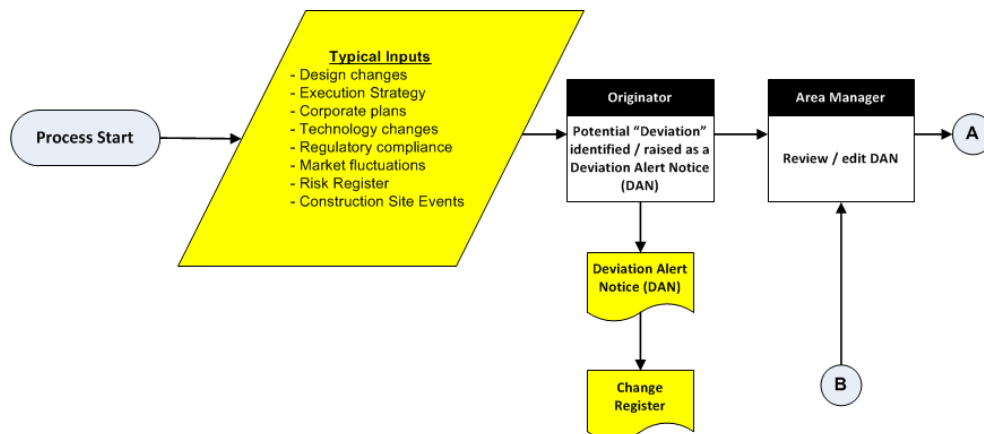 Process Start
Typical Inputs
- Design changes
- Execution Strategy
- Corporate plans
- Technology changes
- Regulatory compliance
- Market fluctuations
- Risk Register
- Construction Site Events
Originator
Potential “Deviation”
identified / raised as a
Deviation Alert Notice
(DAN)
Area Manager
Review / edit DAN
A
Deviation Alert
Notice (DAN)
Change
Register
B